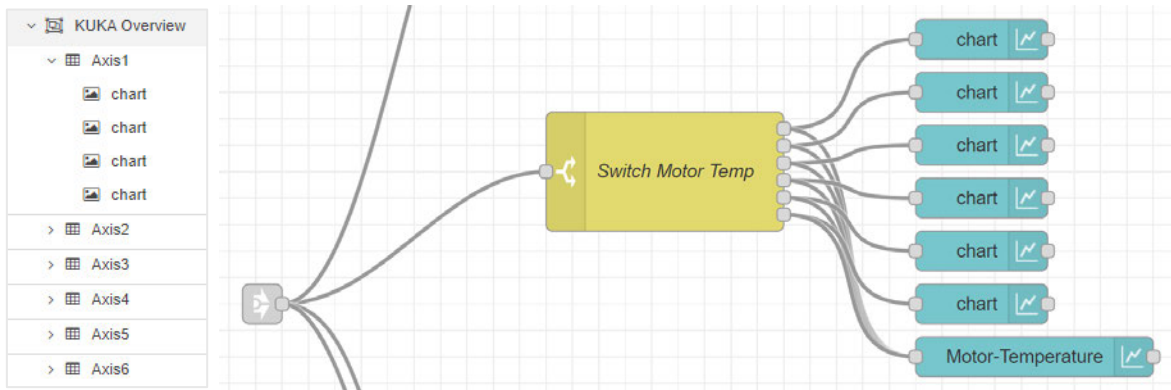 KUKA Overview
Axis1
chart
chart
chart
chart
Axis2
Axis3
Axis4
Axis5
Axis6
Switch Motor Temp
chart
chart
chart
chart
chart
chart
Motor-Temperature